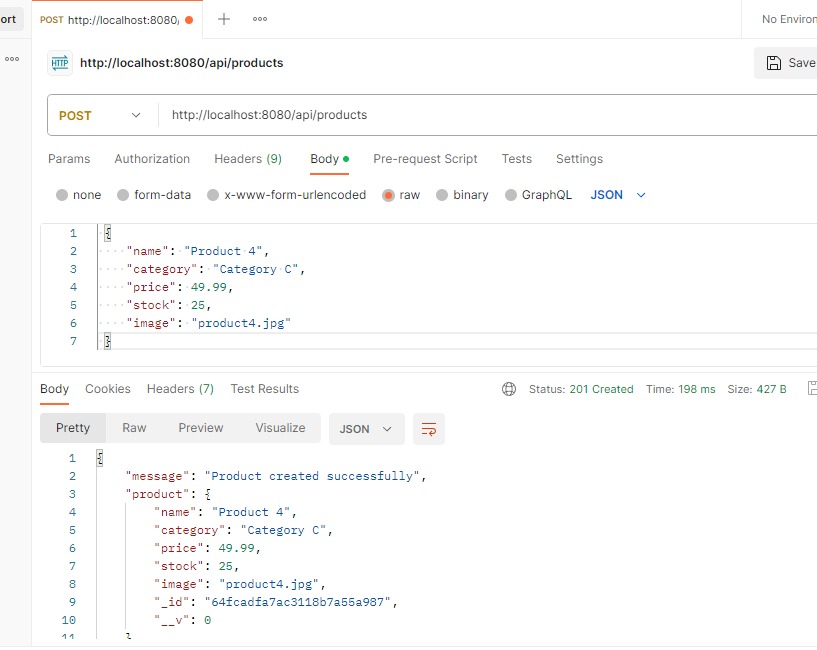 ort
POST http://localhost:8080/
No Environ
HTTP http://localhost:8080/api/products
Save
POST http://localhost:8080/api/products
Params Authorization Headers (9) Body Pre-request Script Tests Settings
none form-data x-www-form-urlencoded raw binary GraphQL JSON
1 {
2 "name": "Product 4",
3 "category": "Category C",
4 "price": 49.99,
5 "stock": 25,
6 "image": "product4.jpg"
7 }
Body Cookies Headers (7) Test Results Status: 201 Created Time: 198 ms Size: 427 B
Pretty Raw Preview Visualize JSON
1 {
2 "message": "Product created successfully",
3 "product": {
4 "name": "Product 4",
5 "category": "Category C",
6 "price": 49.99,
7 "stock": 25,
8 "image": "product4.jpg",
9 "_id": "64fcadfa7ac3118b7a55a987",
10 "__v": 0
11 }